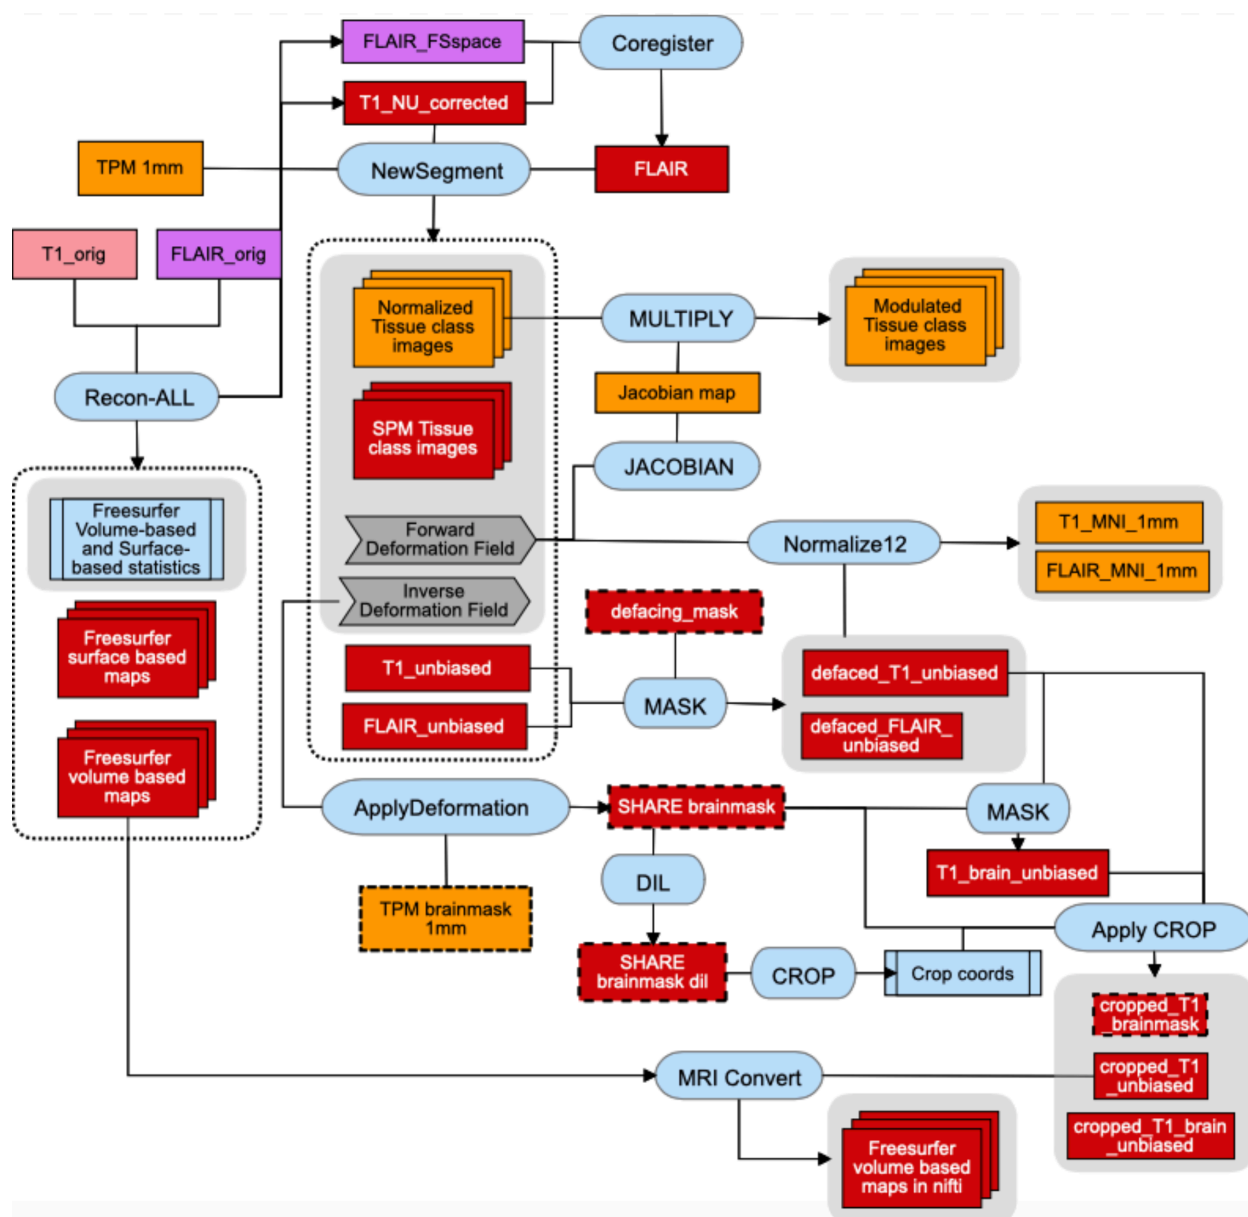 FLAIR_FSspace
Coregister
T1_NU_corrected
TPM 1mm
NewSegment
FLAIR
T1_orig
FLAIR_orig
Normalized
Tissue class
images
MULTIPLY
Modulated
Tissue class
images
Recon-ALL
Jacobian map
SPM Tissue
class images
JACOBIAN
Freesurfer
Volume-based
and Surface-
based statistics
Forward
Deformation Field
Normalize12
T1_MNI_1mm
FLAIR_MNI_1mm
Inverse
Deformation Field
defacing_mask
Freesurfer
surface based
maps
T1_unbiased
MASK
defaced_T1_unbiased
FLAIR_unbiased
defaced_FLAIR_
unbiased
Freesurfer
volume based
maps
ApplyDeformation
SHARE brainmask
MASK
DIL
T1_brain_unbiased
TPM brainmask
1mm
Apply CROP
SHARE
brainmask dil
CROP
Crop coords
cropped_T1
_brainmask
MRI Convert
cropped_T1
_unbiased
cropped_T1_brain
_unbiased
Freesurfer
volume based
maps in nifti